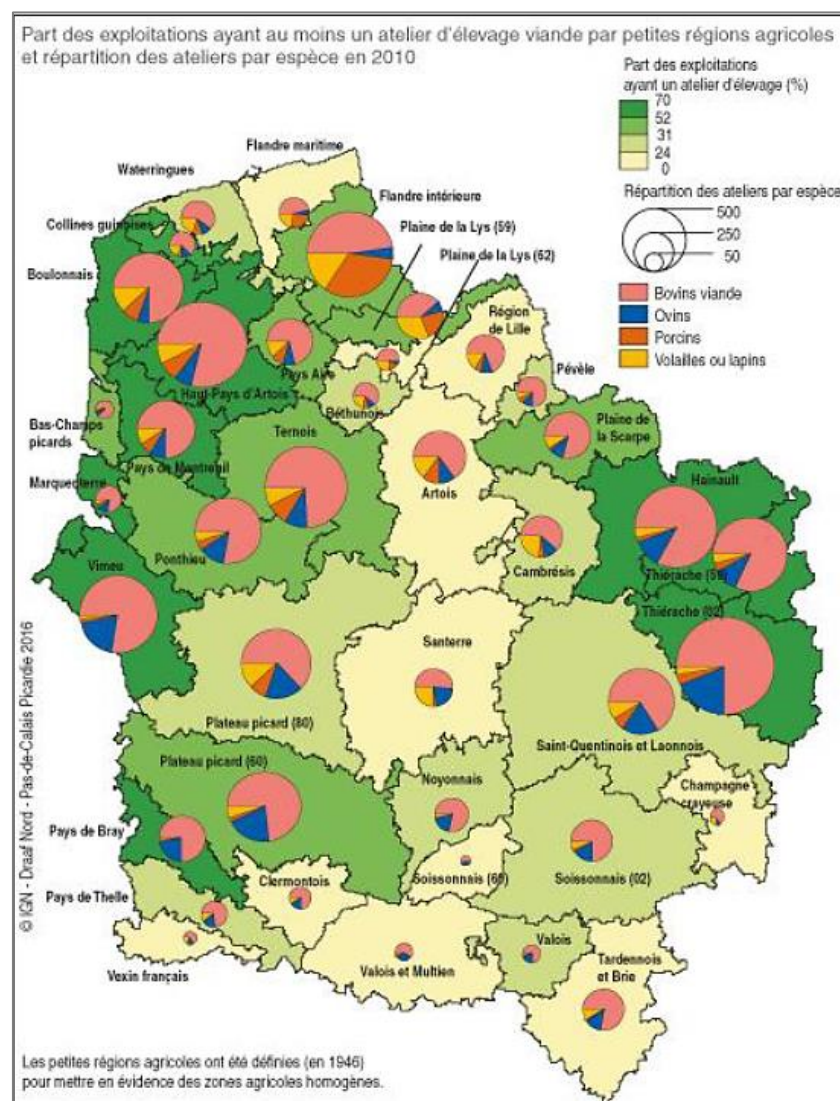 Part des exploitations ayant au moins un atelier d'élevage viande par petites régions agricoles
et répartition des ateliers par espèce en 2010
Part des exploitations
ayant un atelier d'élevage (%)
70
52
31
24
0
Répartition des ateliers par espèce
500
250
50
Bovins viande
Ovins
Porcins
Volailles ou lapins
Flandre maritime
Waterringues
Flandre intérieure
Collines guinoises
Plaine de la Lys (59)
Plaine de la Lys (62)
Boulonnais
Région
de Lille
Pays Aire
Pévèle
Haut-Pays d'Artois
Béthunois
Bas-Champs
picards
Ternois
Plaine de
la Scarpe
Pays de Montreuil
Marquenterre
Artois
Hainault
Ponthieu
Cambrésis
Vimeu
Thiérache (59)
Thiérache (02)
Santerre
Plateau picard (80)
Saint-Quentinois et Laonnois
Plateau picard (60)
Noyonnais
Champagne
crayeuse
Pays de Bray
Soissonnais (60)
Soissonnais (02)
Clermontois
Pays de Thelle
Valois
Tardennois
et Brie
Valois et Multien
Vexin français
© IGN - Draaf Nord - Pas-de-Calais Picardie 2016
Les petites régions agricoles ont été définies (en 1946)
pour mettre en évidence des zones agricoles homogènes.